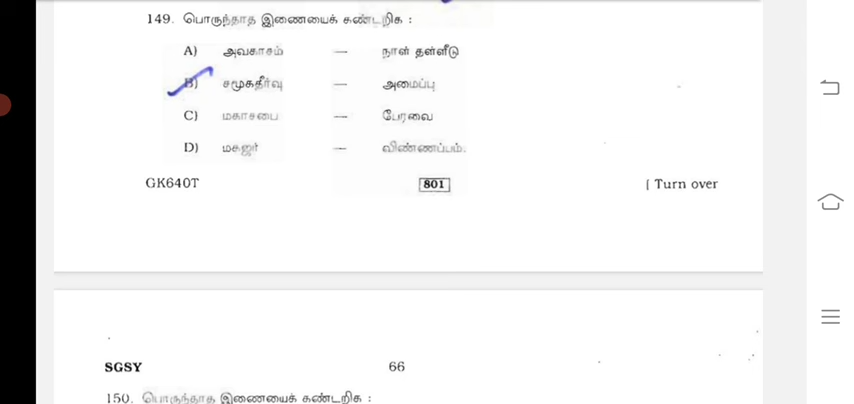 149. பொருந்தாத இணையைக் கண்டறிக :
A) அவகாசம் — நாள் தள்ளீடு
B) சமூகதீர்வு — அமைப்பு
C) மகாசபை — பேரவை
D) மகஜர் — விண்ணப்பம்.
GK640T 801 [ Turn over
SGSY 66
150. பொருந்தாத இணையைக் கண்டறிக :